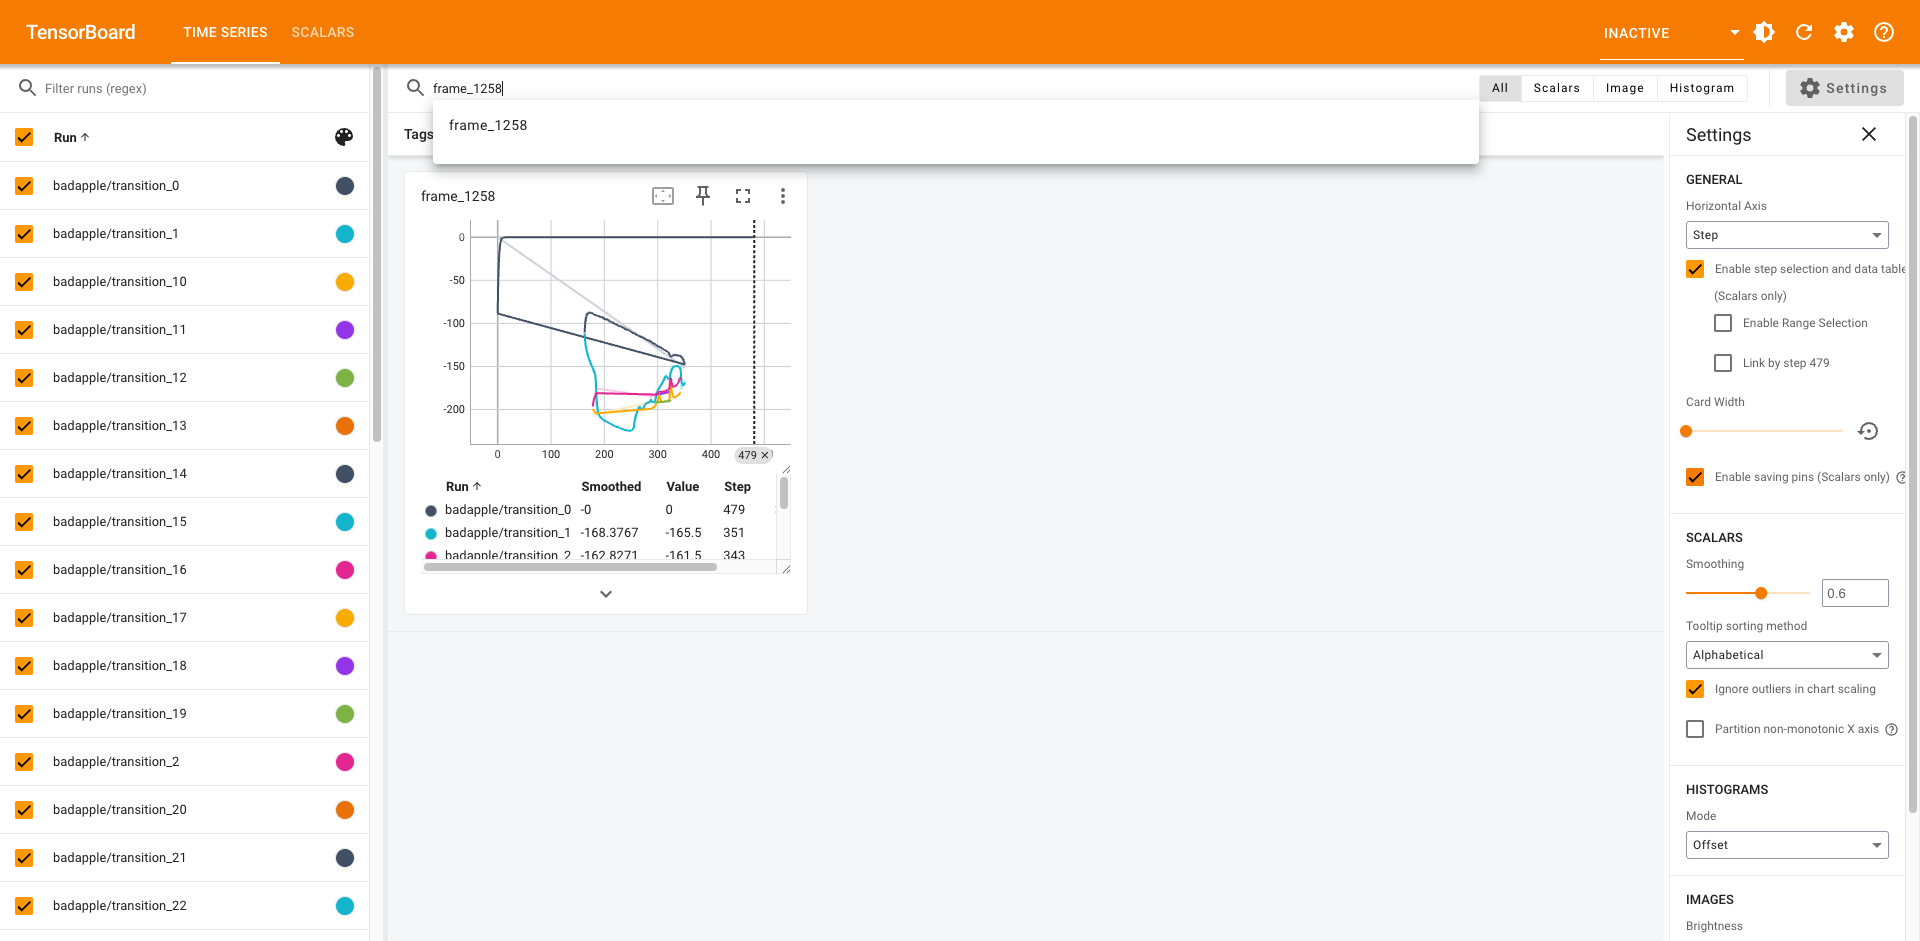 TensorBoard
TIME SERIES
SCALARS
INACTIVE
Filter runs (regex)
frame_1258
All
Scalars
Image
Histogram
Settings
Run
badapple/transition_0
badapple/transition_1
badapple/transition_10
badapple/transition_11
badapple/transition_12
badapple/transition_13
badapple/transition_14
badapple/transition_15
badapple/transition_16
badapple/transition_17
badapple/transition_18
badapple/transition_19
badapple/transition_2
badapple/transition_20
badapple/transition_21
badapple/transition_22
Tags
frame_1258
frame_1258
0
-50
-100
-150
-200
0 100 200 300 400 479
Run Smoothed Value Step
badapple/transition_0 -0 0 479
badapple/transition_1 -168.3767 -165.5 351
badapple/transition_2 -162.8271 -161.5 343
Settings
GENERAL
Horizontal Axis
Step
Enable step selection and data table
(Scalars only)
Enable Range Selection
Link by step 479
Card Width
Enable saving pins (Scalars only)
SCALARS
Smoothing
0.6
Tooltip sorting method
Alphabetical
Ignore outliers in chart scaling
Partition non-monotonic X axis
HISTOGRAMS
Mode
Offset
IMAGES
Brightness